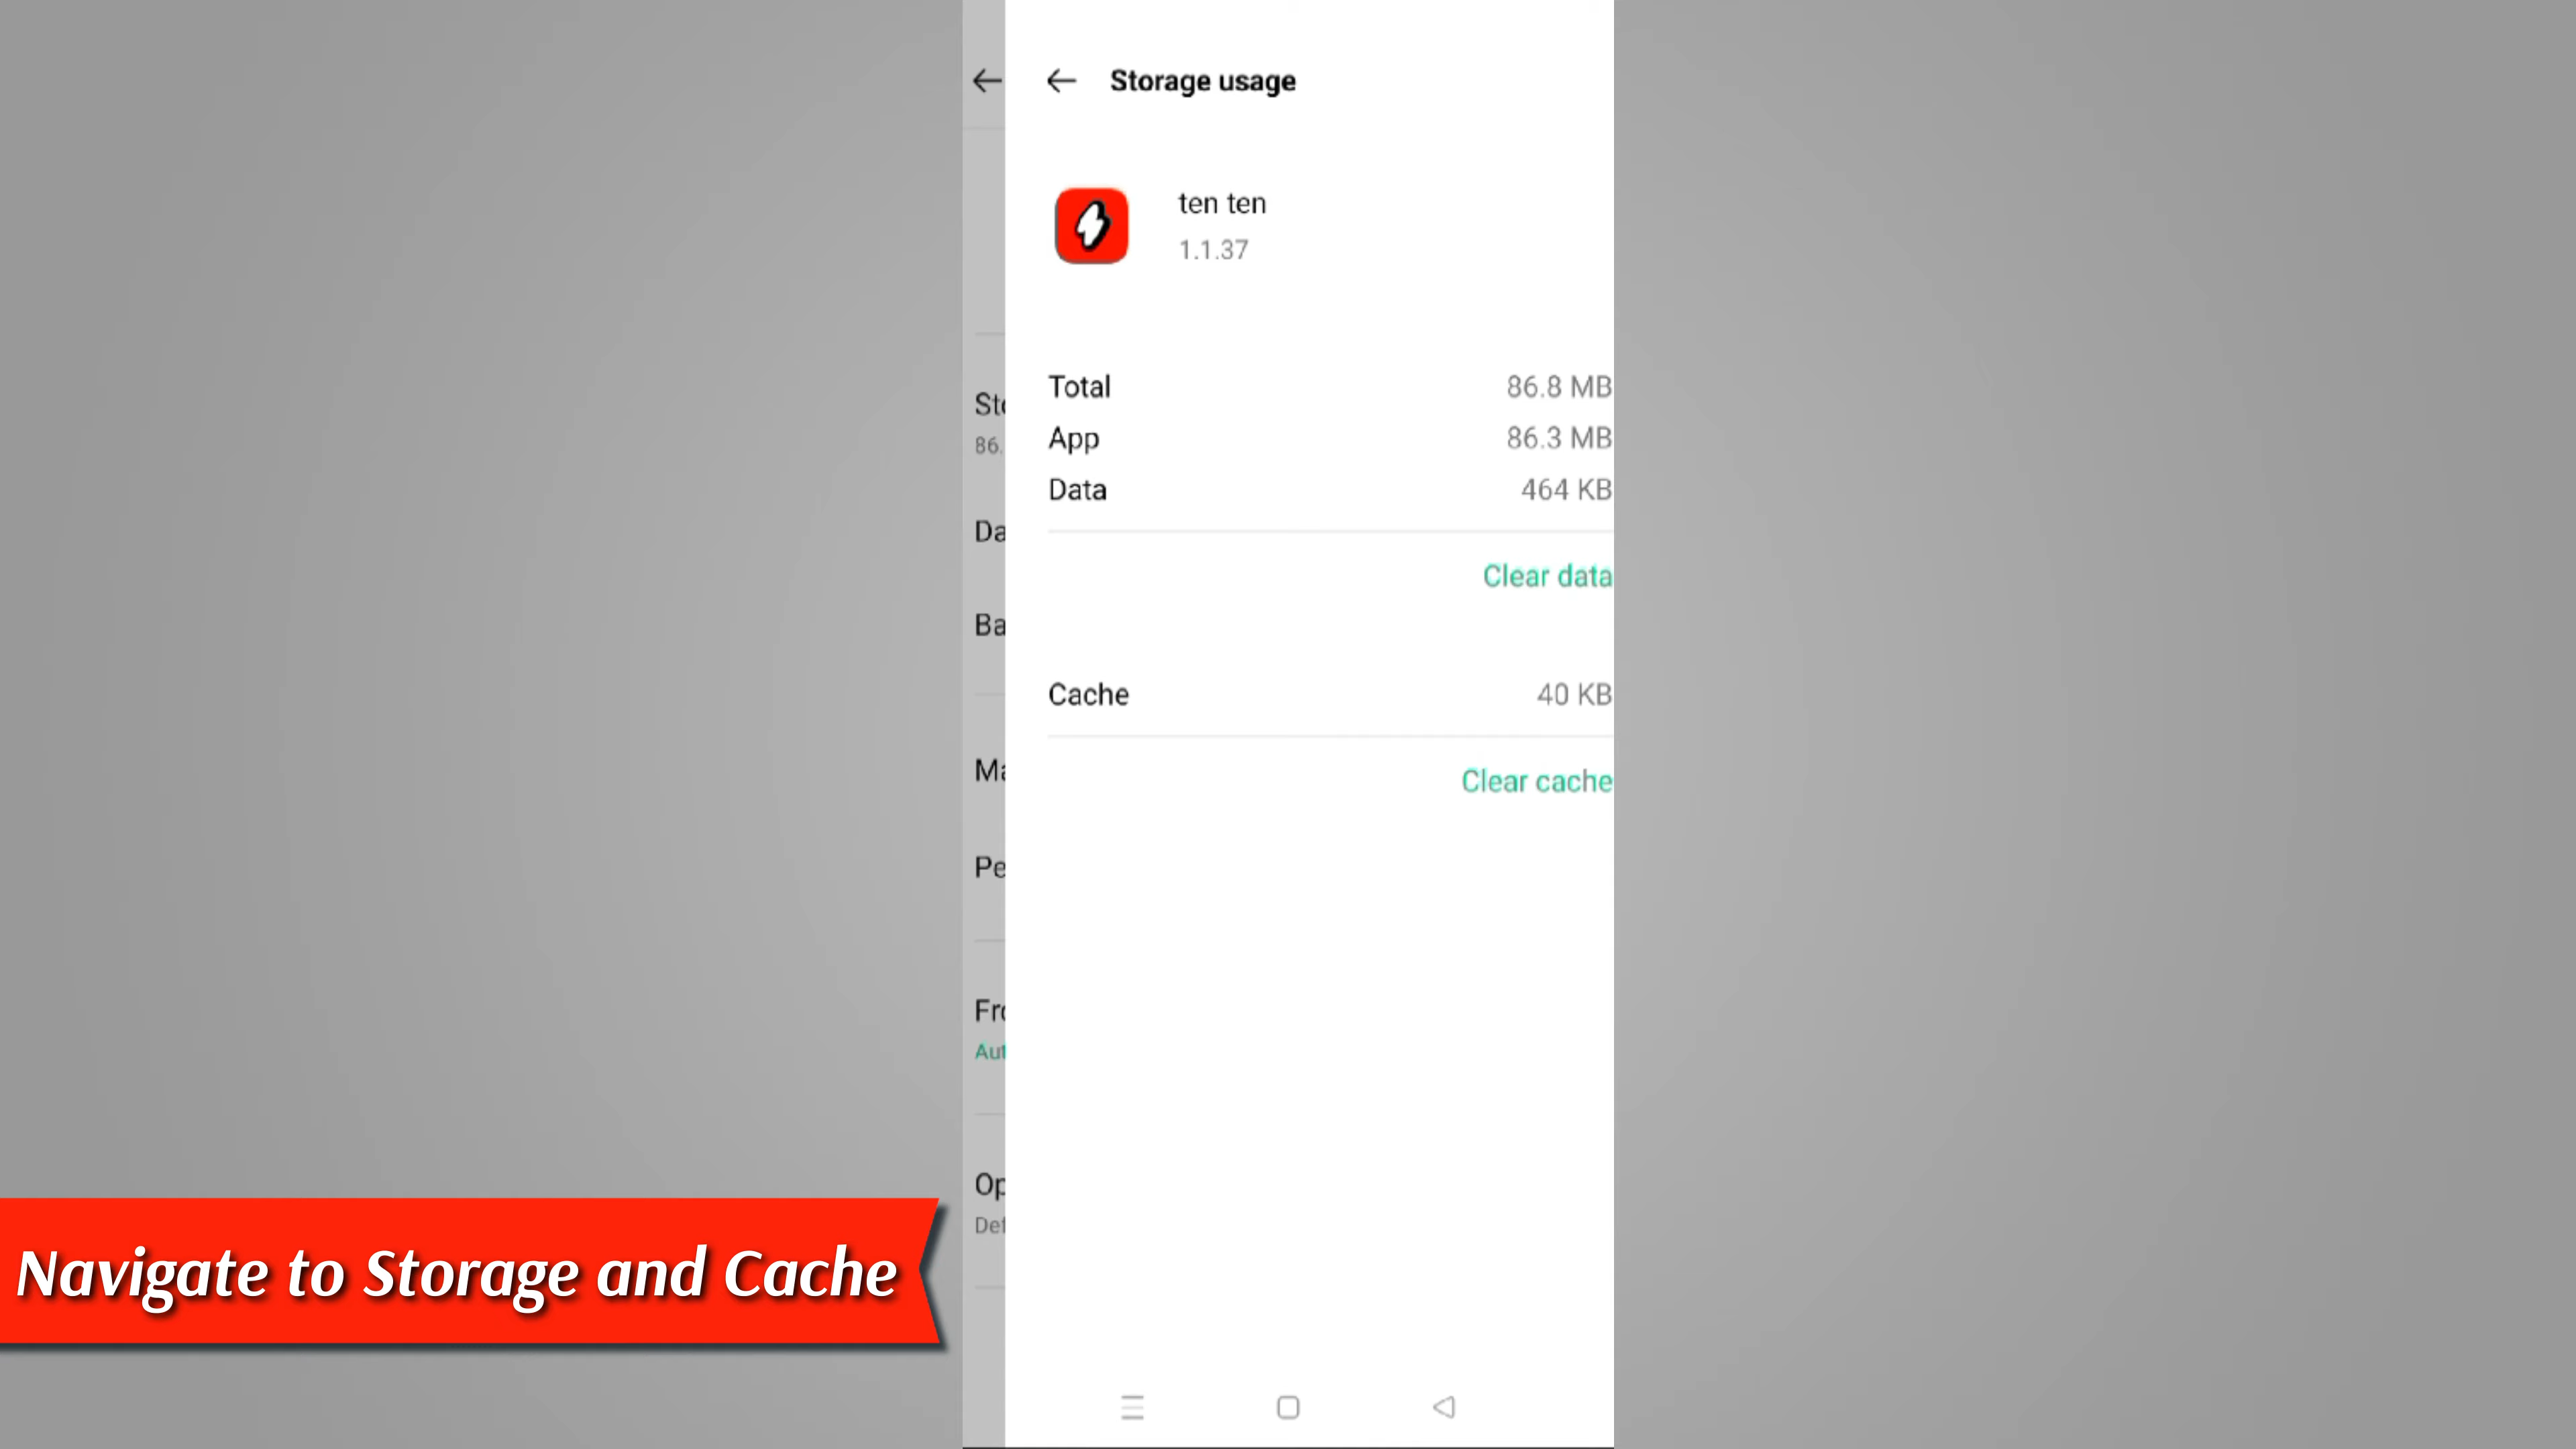 Storage usage
ten ten
1.1.37
Total 86.8 MB
App 86.3 MB
Data 464 KB
Clear data
Cache 40 KB
Clear cache
86.
Navigate to Storage and Cache